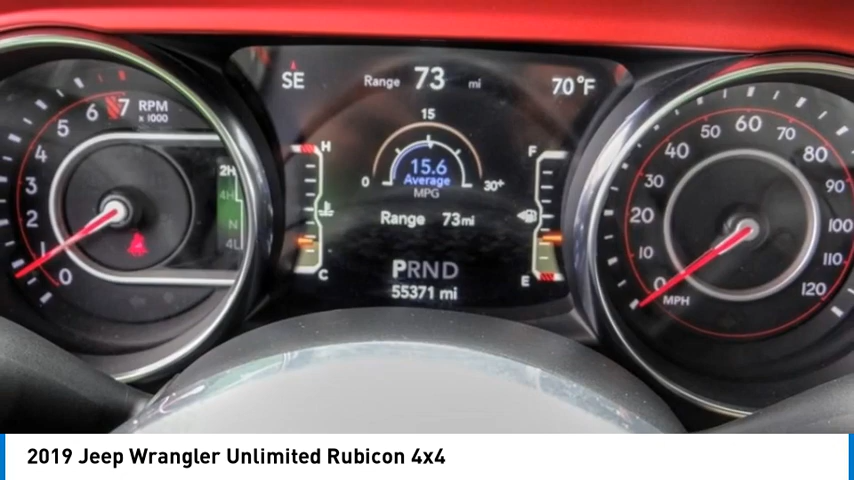 SE Range 73 mi 70°F
15
0 15.6 30+
Average
MPG
Range 73mi
PRND
55371 mi
H
C
F
E
RPM
x 1000
0 1 2 3 4 5 6 7
2H
4H
N
4L
0 10 20 30 40 50 60 70 80 90 100 110 120
MPH
2019 Jeep Wrangler Unlimited Rubicon 4x4